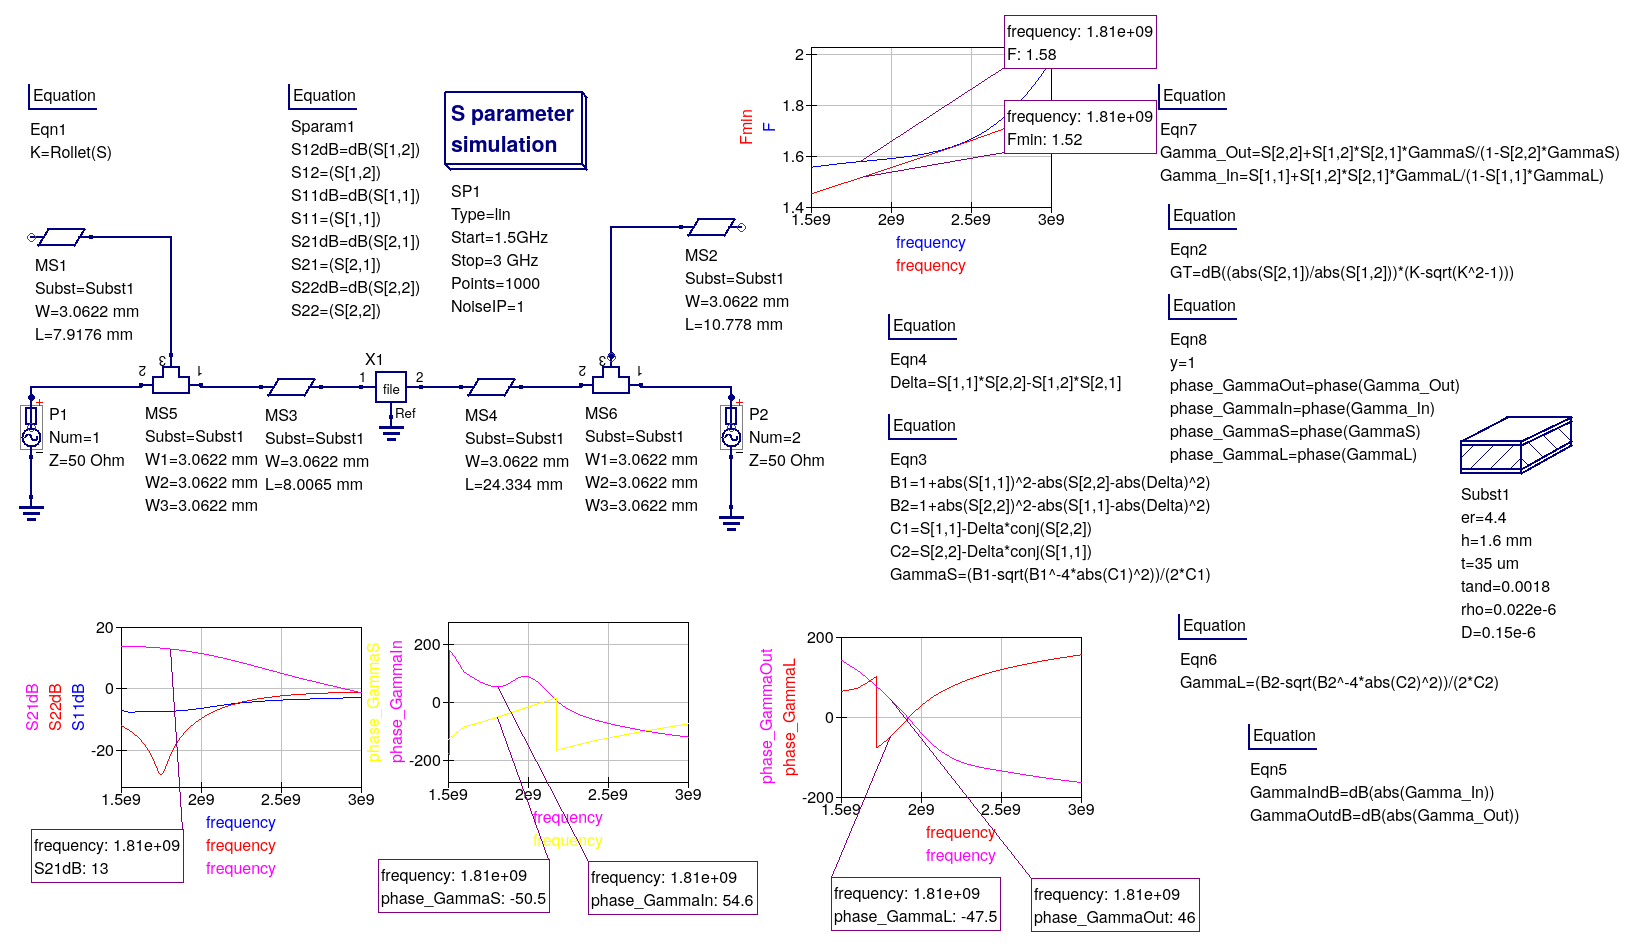 Equation
Eqn1
K=Rollet(S)
Equation
Sparam1
S12dB=dB(S[1,2])
S12=(S[1,2])
S11dB=dB(S[1,1])
S11=(S[1,1])
S21dB=dB(S[2,1])
S21=(S[2,1])
S22dB=dB(S[2,2])
S22=(S[2,2])
S parameter
simulation
SP1
Type=lin
Start=1.5GHz
Stop=3 GHz
Points=1000
NoiseIP=1
frequency: 1.81e+09
F: 1.58
frequency: 1.81e+09
Fmin: 1.52
FmIn
F
2
1.8
1.6
1.4
1.5e9
2e9
2.5e9
3e9
frequency
frequency
Equation
Eqn7
Gamma_Out=S[2,2]+S[1,2]*S[2,1]*GammaS/(1-S[2,2]*GammaS)
Gamma_In=S[1,1]+S[1,2]*S[2,1]*GammaL/(1-S[1,1]*GammaL)
Equation
Eqn2
GT=dB((abs(S[2,1])/abs(S[1,2]))*(K-sqrt(K^2-1)))
Equation
Eqn8
y=1
phase_GammaOut=phase(Gamma_Out)
phase_GammaIn=phase(Gamma_In)
phase_GammaS=phase(GammaS)
phase_GammaL=phase(GammaL)
Equation
Eqn4
Delta=S[1,1]*S[2,2]-S[1,2]*S[2,1]
Equation
Eqn3
B1=1+abs(S[1,1])^2-abs(S[2,2]-abs(Delta)^2)
B2=1+abs(S[2,2])^2-abs(S[1,1]-abs(Delta)^2)
C1=S[1,1]-Delta*conj(S[2,2])
C2=S[2,2]-Delta*conj(S[1,1])
GammaS=(B1-sqrt(B1^-4*abs(C1)^2))/(2*C1)
MS1
Subst=Subst1
W=3.0622 mm
L=7.9176 mm
MS2
Subst=Subst1
W=3.0622 mm
L=10.778 mm
P1
Num=1
Z=50 Ohm
2
3
1
MS5
Subst=Subst1
W1=3.0622 mm
W2=3.0622 mm
W3=3.0622 mm
MS3
Subst=Subst1
W=3.0622 mm
L=8.0065 mm
X1
1
file
2
Ref
MS4
Subst=Subst1
W=3.0622 mm
L=24.334 mm
2
3
1
MS6
Subst=Subst1
W1=3.0622 mm
W2=3.0622 mm
W3=3.0622 mm
P2
Num=2
Z=50 Ohm
Subst1
er=4.4
h=1.6 mm
t=35 um
tand=0.0018
rho=0.022e-6
D=0.15e-6
Equation
Eqn6
GammaL=(B2-sqrt(B2^-4*abs(C2)^2))/(2*C2)
Equation
Eqn5
GammaIndB=dB(abs(Gamma_In))
GammaOutdB=dB(abs(Gamma_Out))
S21dB
S22dB
S11dB
20
0
-20
1.5e9
2e9
2.5e9
3e9
frequency
frequency
frequency
frequency: 1.81e+09
S21dB: 13
phase_GammaS
phase_GammaIn
200
0
-200
1.5e9
2e9
2.5e9
3e9
frequency
frequency
frequency: 1.81e+09
phase_GammaS: -50.5
frequency: 1.81e+09
phase_GammaIn: 54.6
phase_GammaOut
phase_GammaL
200
0
-200
1.5e9
2e9
2.5e9
3e9
frequency
frequency
frequency: 1.81e+09
phase_GammaL: -47.5
frequency: 1.81e+09
phase_GammaOut: 46